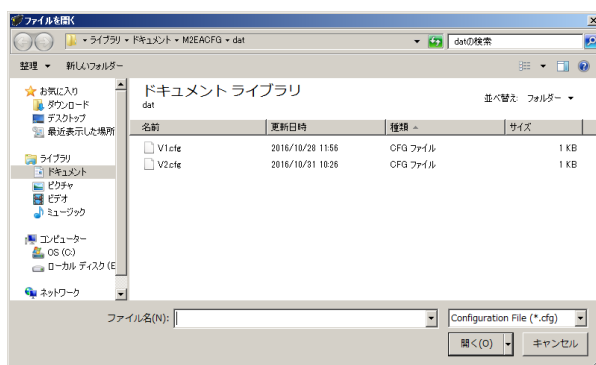 ファイルを開く
ライブラリ ▾ ドキュメント ▾ M2EACFG ▾ dat
datの検索
整理 ▾ 新しいフォルダー
お気に入り
ダウンロード
デスクトップ
最近表示した場所
ライブラリ
ドキュメント
ピクチャ
ビデオ
ミュージック
コンピューター
OS (C:)
ローカル ディスク (E
ネットワーク
ドキュメント ライブラリ
dat
並べ替え: フォルダー ▾
名前 更新日時 種類 サイズ
V1.cfg 2016/10/28 11:56 CFG ファイル 1 KB
V2.cfg 2016/10/31 10:26 CFG ファイル 1 KB
ファイル名(N):
Configuration File (*.cfg)
開く(O) キャンセル